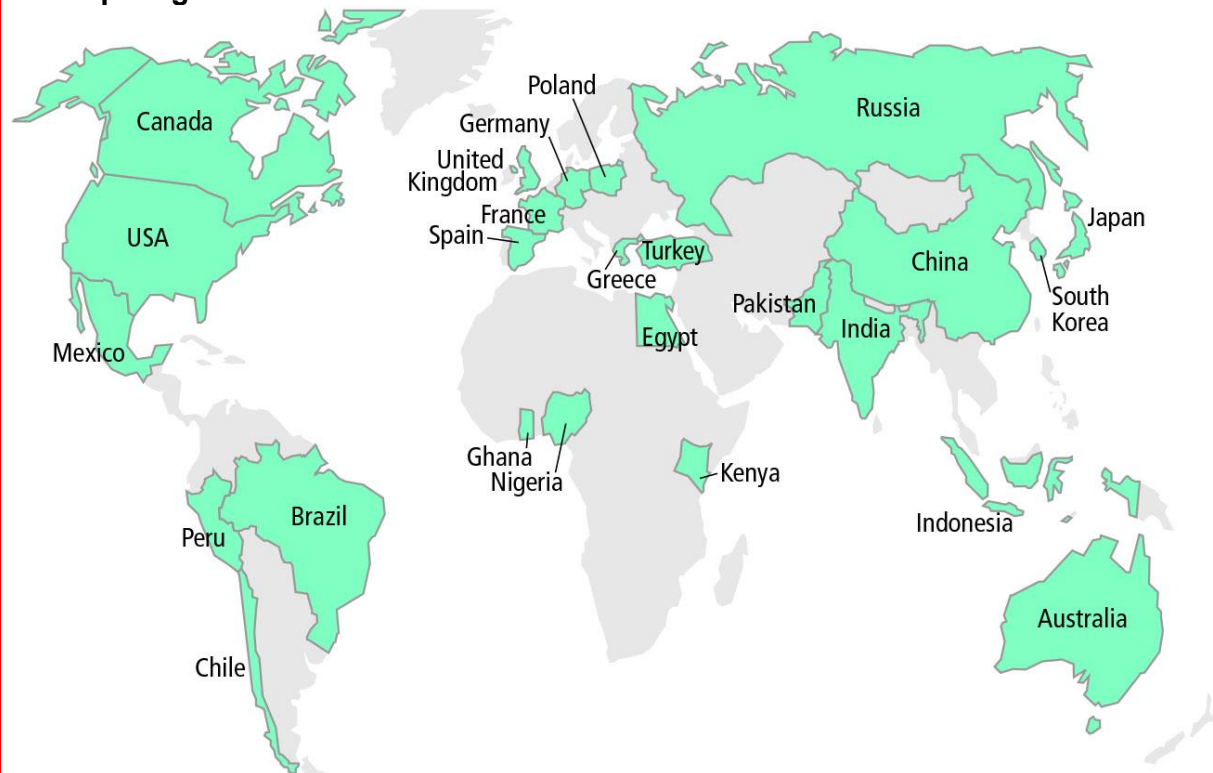 Canada
USA
Mexico
Peru
Brazil
Chile
Poland
Germany
United
Kingdom
France
Spain
Greece
Turkey
Egypt
Ghana
Nigeria
Kenya
Russia
Japan
China
South
Korea
Pakistan
India
Indonesia
Australia